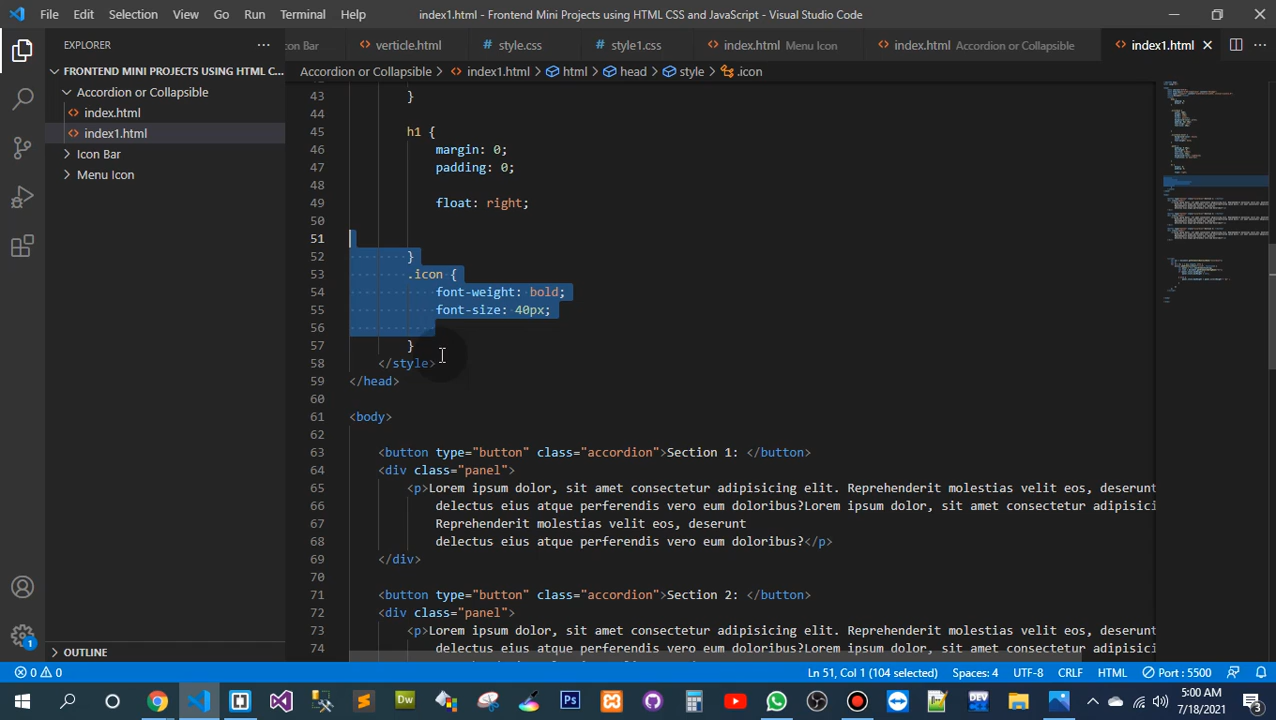 File Edit Selection View Go Run Terminal Help index1.html - Frontend Mini Projects using HTML CSS and JavaScript - Visual Studio Code
EXPLORER ··· con Bar verticle.html style.css style1.css index.html Menu Icon index.html Accordion or Collapsible index1.html ···
FRONTEND MINI PROJECTS USING HTML C...
Accordion or Collapsible
index.html
index1.html
Icon Bar
Menu Icon
OUTLINE
Accordion or Collapsible > index1.html > html > head > style > .icon
43 }
44
45 h1 {
46 margin: 0;
47 padding: 0;
48
49 float: right;
50
51
52 }
53 .icon {
54 font-weight: bold;
55 font-size: 40px;
56
57 }
58 </style>
59 </head>
60
61 <body>
62
63 <button type="button" class="accordion">Section 1: </button>
64 <div class="panel">
65 <p>Lorem ipsum dolor, sit amet consectetur adipisicing elit. Reprehenderit molestias velit eos, deserunt
66 delectus eius atque perferendis vero eum doloribus?Lorem ipsum dolor, sit amet consectetur adipisici
67 Reprehenderit molestias velit eos, deserunt
68 delectus eius atque perferendis vero eum doloribus?</p>
69 </div>
70
71 <button type="button" class="accordion">Section 2: </button>
72 <div class="panel">
73 <p>Lorem ipsum dolor, sit amet consectetur adipisicing elit. Reprehenderit molestias velit eos, deserunt
74 delectus eius atque perferendis vero eum doloribus?Lorem ipsum dolor, sit amet consectetur adipisici
1
0 0 Ln 51, Col 1 (104 selected) Spaces: 4 UTF-8 CRLF HTML Port : 5500
Dw Ps DEV 5:00 AM
7/18/2021 3